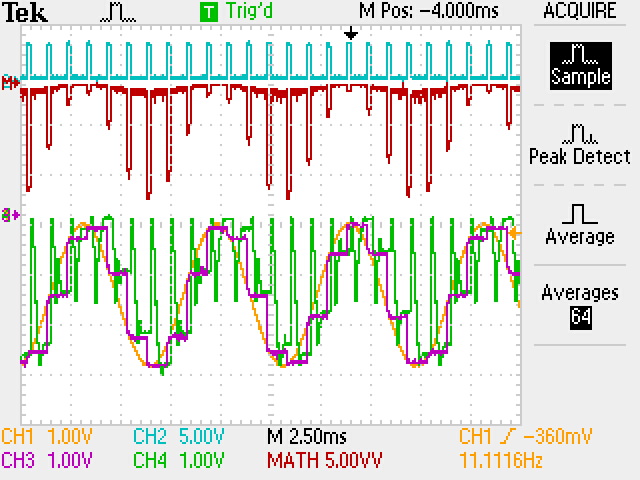 Tek T Trig'd M Pos: -4.000ms ACQUIRE
Sample
Peak Detect
Average
Averages
64
CH1 1.00V CH2 5.00V M 2.50ms CH1 -360mV
CH3 1.00V CH4 1.00V MATH 5.00VV 11.1116Hz